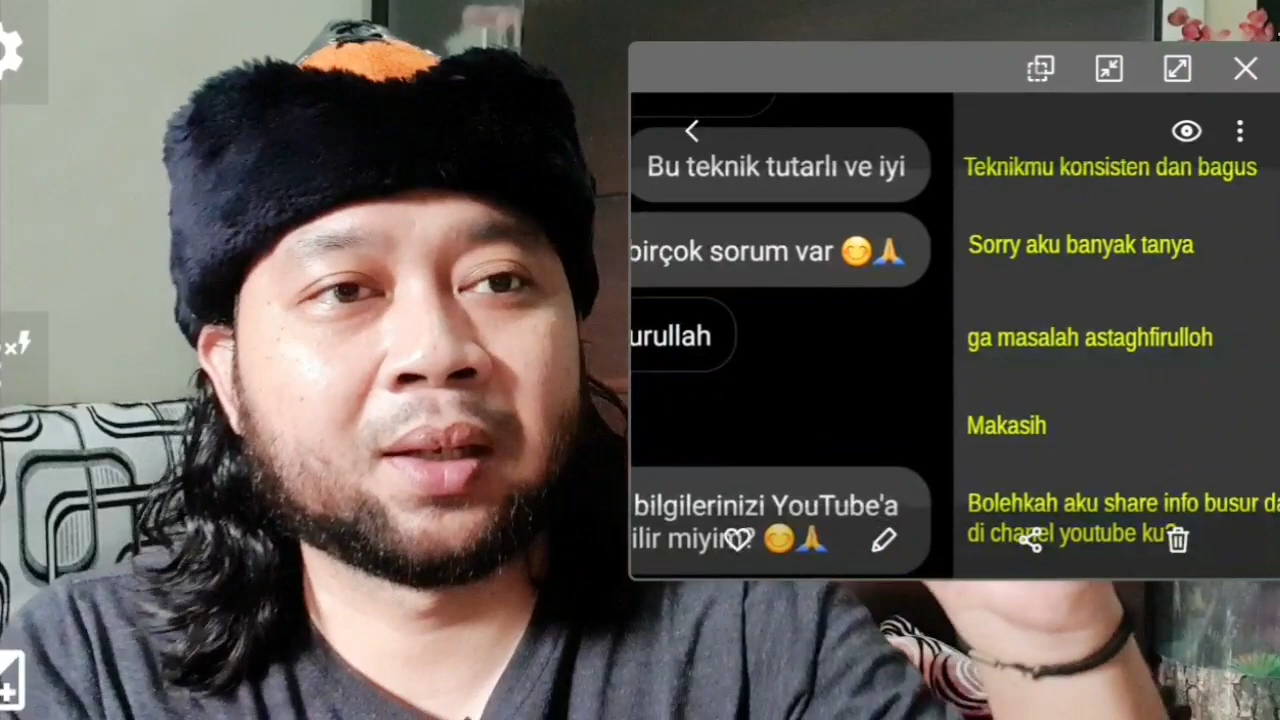 Bu teknik tutarlı ve iyi
Teknikmu konsisten dan bagus
birçok sorum var 😊🙏
Sorry aku banyak tanya
urullah
ga masalah astaghfirulloh
Makasih
bilgilerinizi YouTube'a
ilir miyim? 😊🙏
Bolehkah aku share info busur da
di chanel youtube ku?